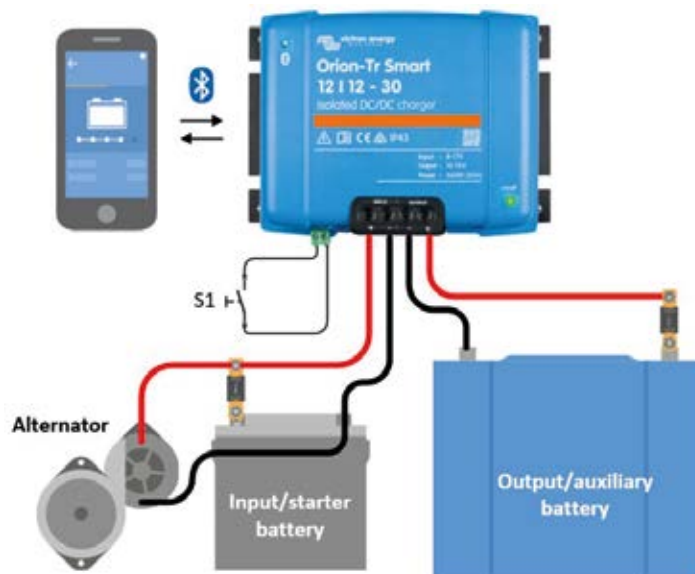 victron energy
Orion-Tr Smart
12 | 12 - 30
Isolated DC/DC charger
IP43
S1
Alternator
Input/starter
battery
Output/auxiliary
battery